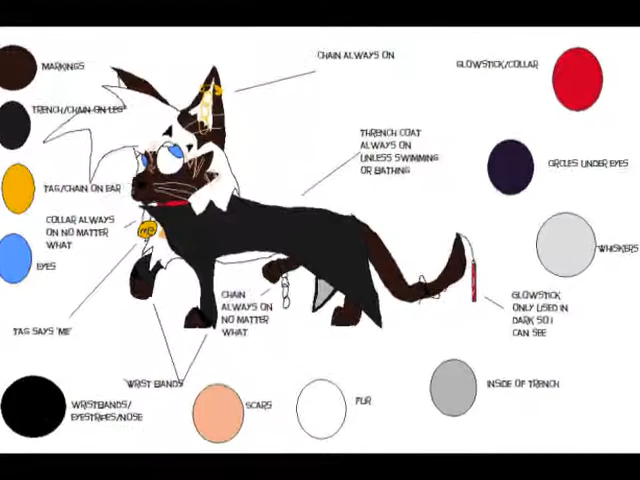 MARKINGS
TRENCH/CHAIN ON LEG
TAG/CHAIN ON EAR
COLLAR ALWAYS
ON NO MATTER
WHAT
EYES
TAG SAYS 'ME'
CHAIN ALWAYS ON
GLOWSTICK/COLLAR
THRENCH COAT
ALWAYS ON
UNLESS SWIMMING
OR BATHING
CIRCLES UNDER EYES
WHISKERS
ME
CHAIN
ALWAYS ON
NO MATTER
WHAT
GLOWSTICK
ONLY USED IN
DARK SO I
CAN SEE
WRIST BANDS
WRISTBANDS/
EYESTREES/NOSE
SCARS
FUR
INSIDE OF TRENCH